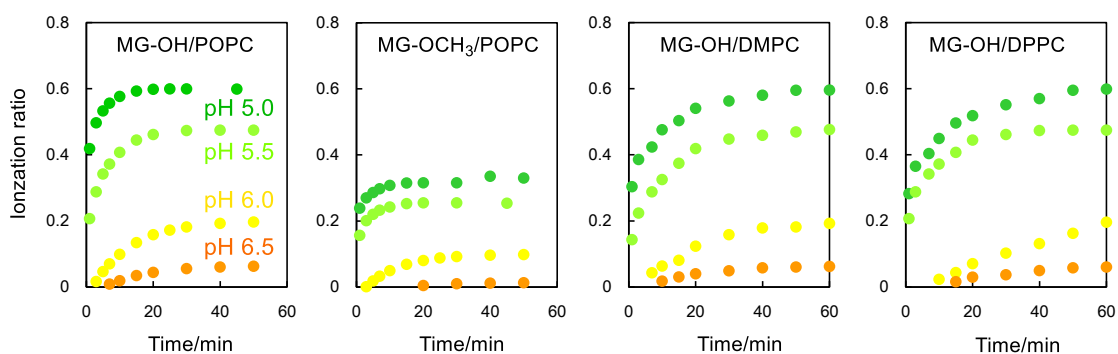 MG-OH/POPC
MG-OCH₃/POPC
MG-OH/DMPC
MG-OH/DPPC
Ionzation ratio
0.8
0.6
0.4
0.2
0
pH 5.0
pH 5.5
pH 6.0
pH 6.5
0 20 40 60
0.8
0.6
0.4
0.2
0
0 20 40 60
0.8
0.6
0.4
0.2
0
0 20 40 60
0.8
0.6
0.4
0.2
0
0 20 40 60
Time/min
Time/min
Time/min
Time/min